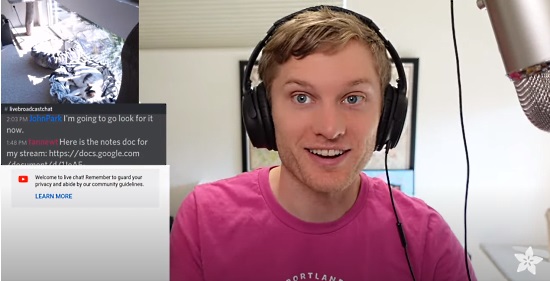 # livebroadcastchat
2:03 PM JohnPark I'm going to go look for it
now.
1:48 PM Here is the notes doc for
my stream: https://docs.google.com
Welcome to live chat! Remember to guard your
privacy and abide by our community guidelines.
LEARN MORE
PORTLAND